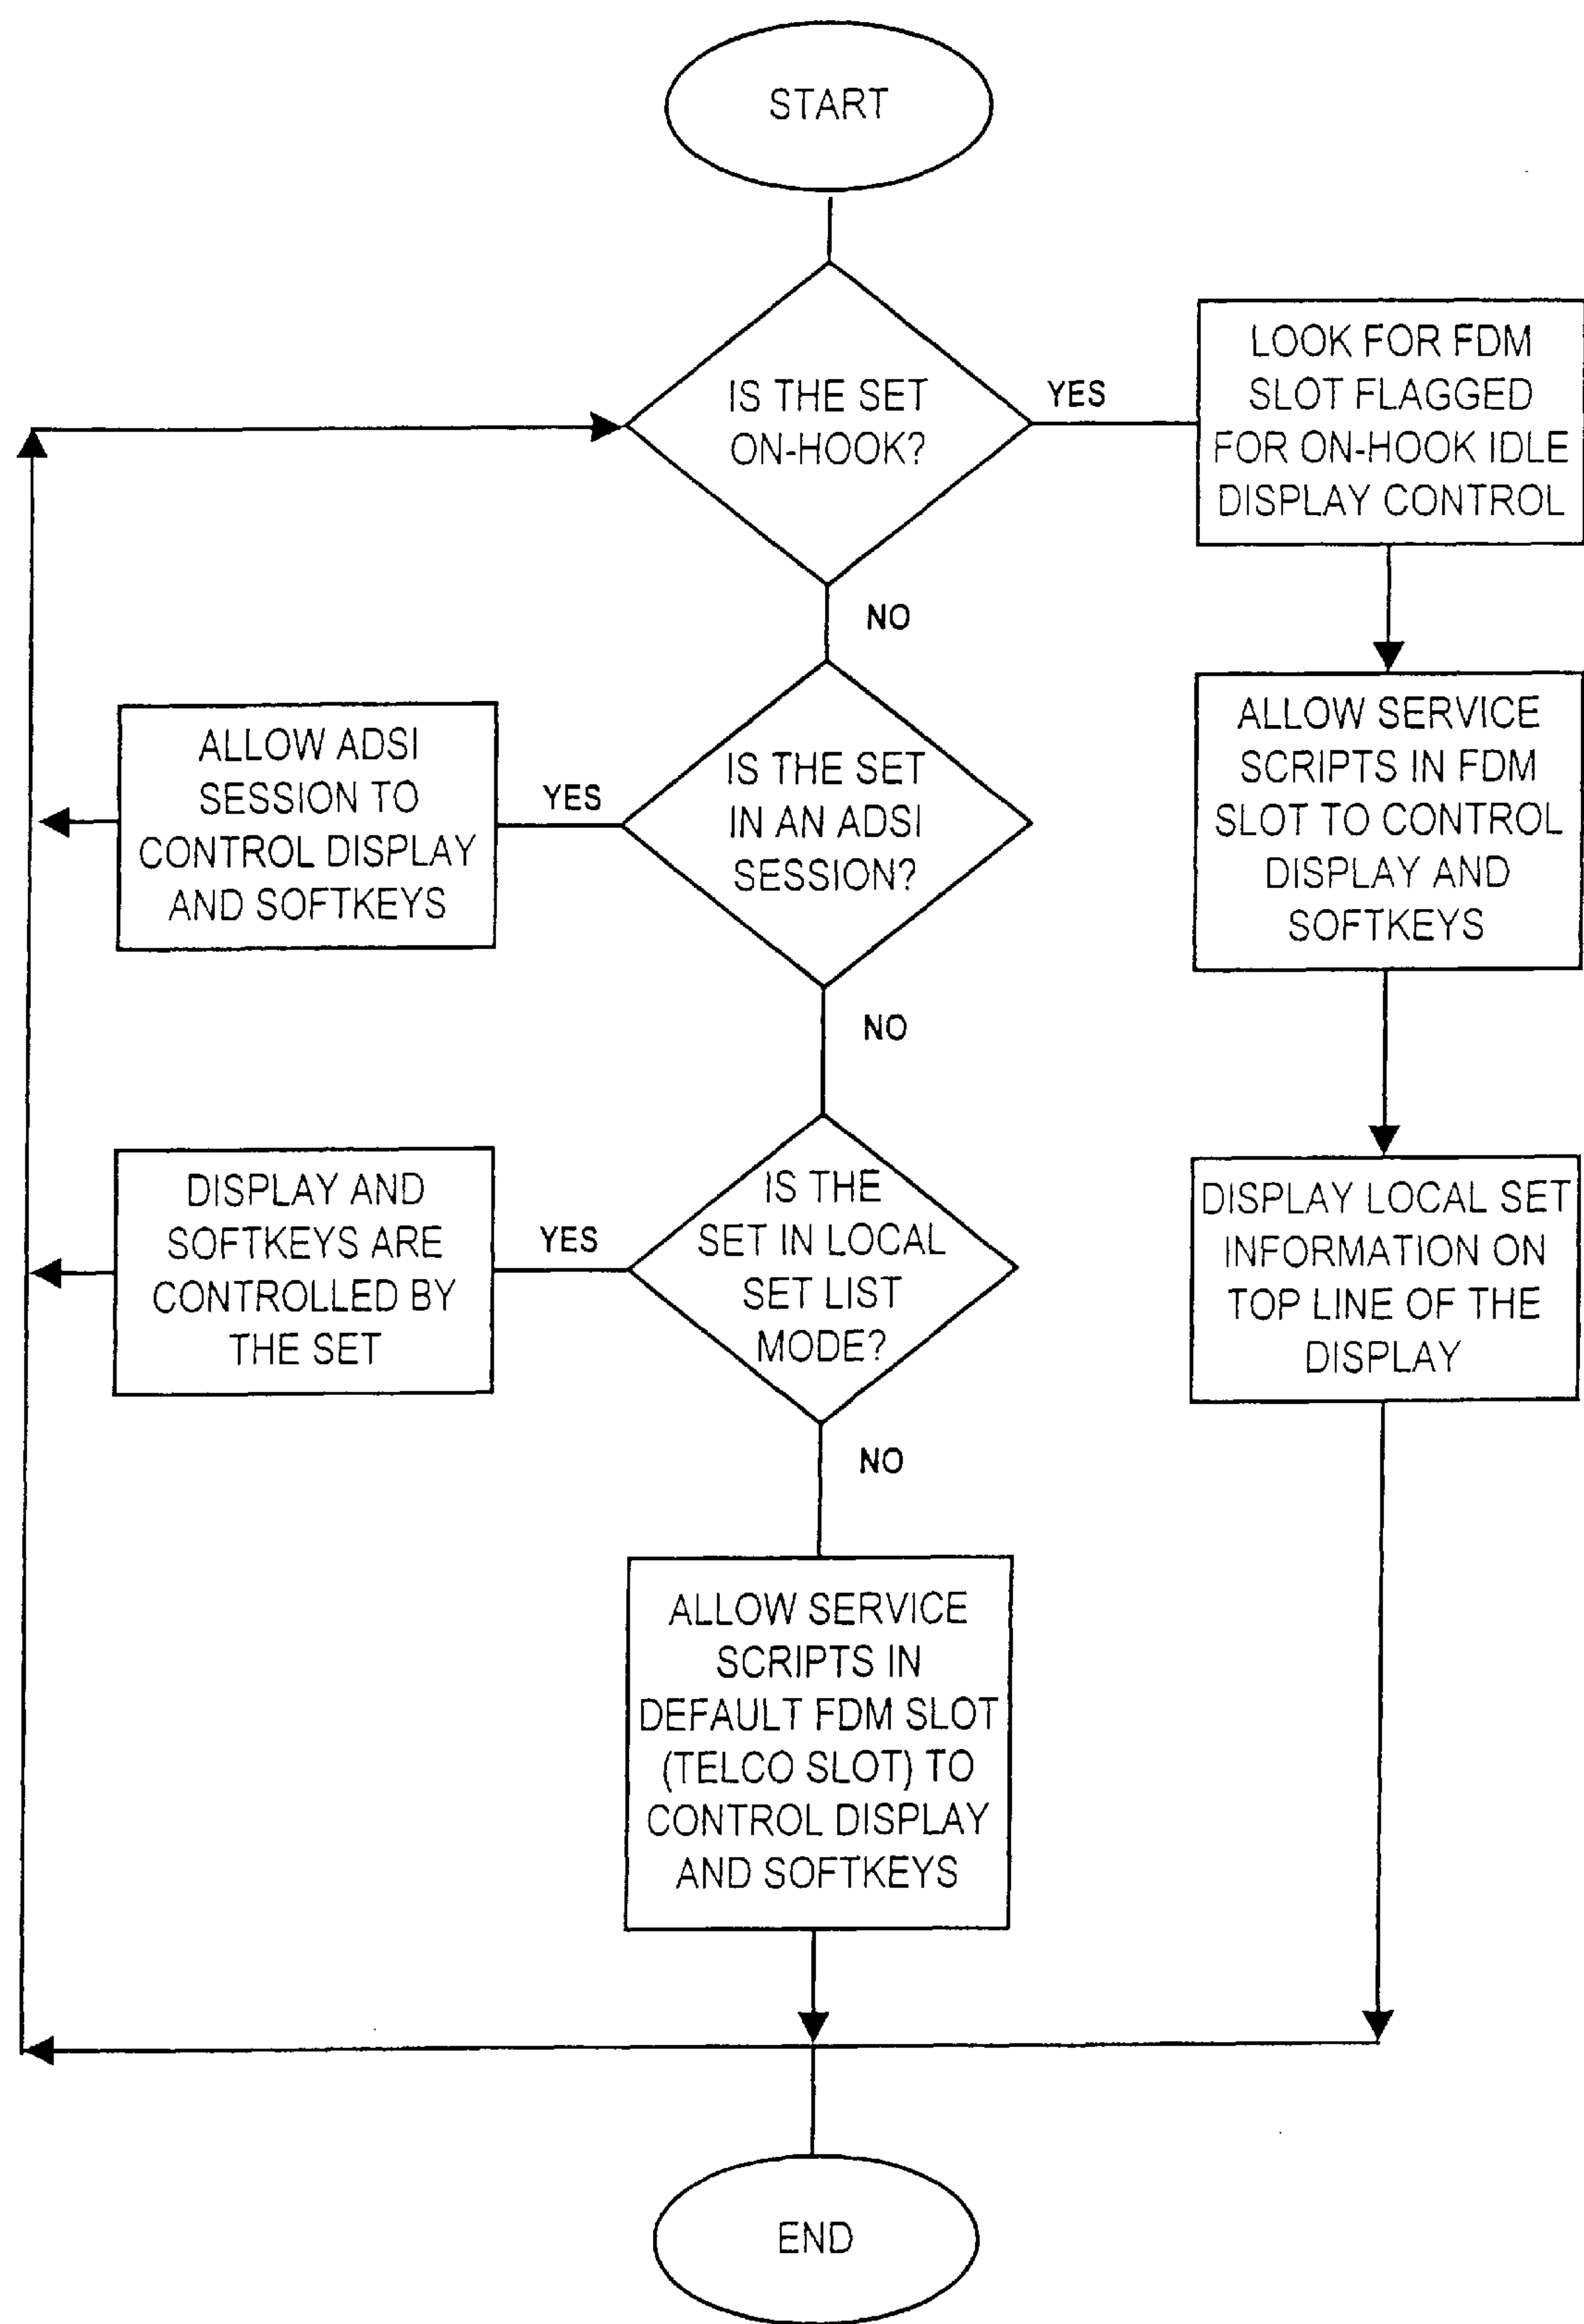 START
IS THE SET
ON-HOOK?
YES
LOOK FOR FDM
SLOT FLAGGED
FOR ON-HOOK IDLE
DISPLAY CONTROL
NO
ALLOW ADSI
SESSION TO
CONTROL DISPLAY
AND SOFTKEYS
YES
IS THE SET
IN AN ADSI
SESSION?
ALLOW SERVICE
SCRIPTS IN FDM
SLOT TO CONTROL
DISPLAY AND
SOFTKEYS
NO
DISPLAY AND
SOFTKEYS ARE
CONTROLLED BY
THE SET
YES
IS THE
SET IN LOCAL
SET LIST
MODE?
DISPLAY LOCAL SET
INFORMATION ON
TOP LINE OF THE
DISPLAY
NO
ALLOW SERVICE
SCRIPTS IN
DEFAULT FDM SLOT
(TELCO SLOT) TO
CONTROL DISPLAY
AND SOFTKEYS
END